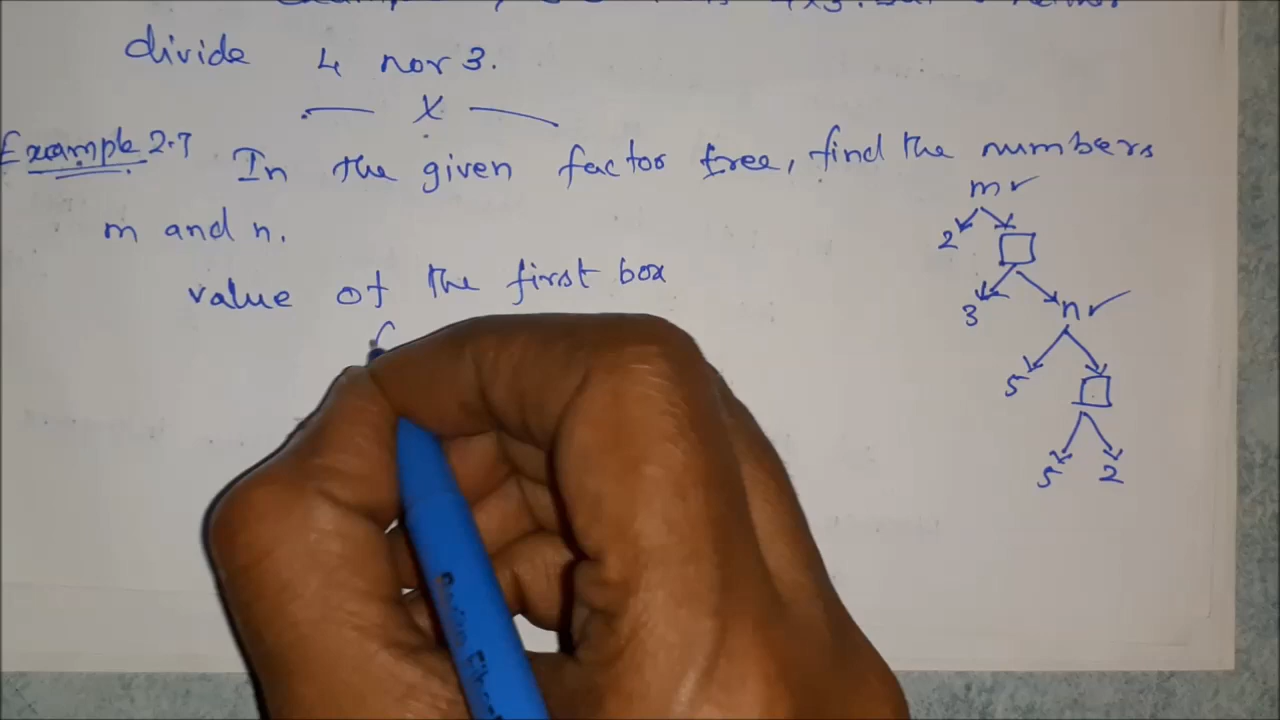 divide 4 nor 3.
X
Example 2.7 In the given factor tree, find the numbers
m and n.
value of the first box
m
2
3 n
5
5 2